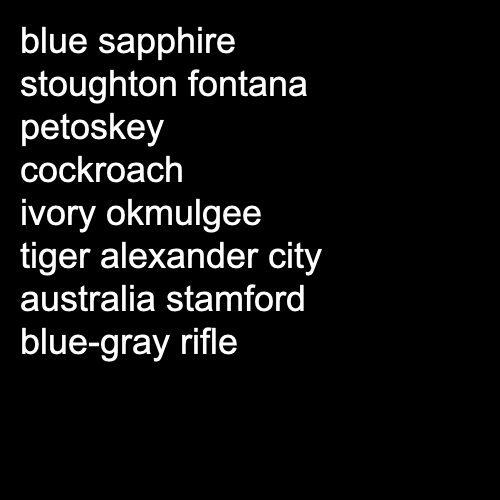 blue sapphire
stoughton fontana
petoskey
cockroach
ivory okmulgee
tiger alexander city
australia stamford
blue-gray rifle